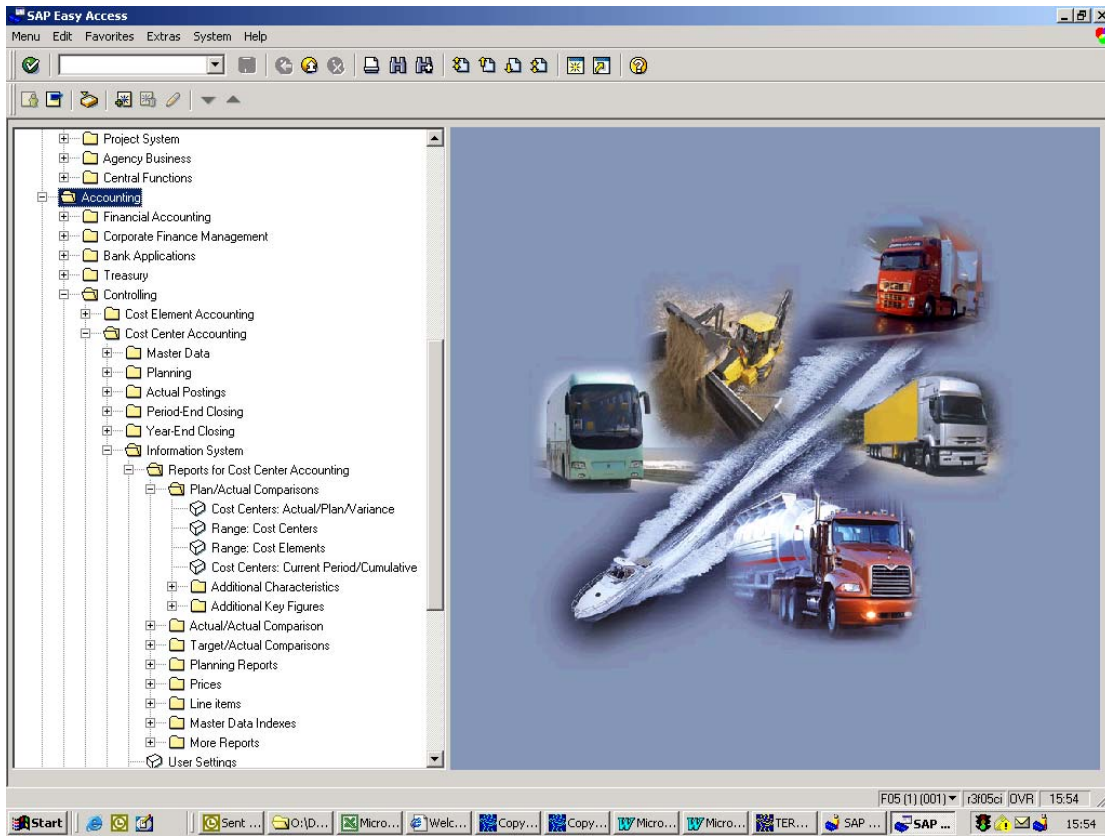 SAP Easy Access
Menu Edit Favorites Extras System Help
Project System
Agency Business
Central Functions
Accounting
Financial Accounting
Corporate Finance Management
Bank Applications
Treasury
Controlling
Cost Element Accounting
Cost Center Accounting
Master Data
Planning
Actual Postings
Period-End Closing
Year-End Closing
Information System
Reports for Cost Center Accounting
Plan/Actual Comparisons
Cost Centers: Actual/Plan/Variance
Range: Cost Centers
Range: Cost Elements
Cost Centers: Current Period/Cumulative
Additional Characteristics
Additional Key Figures
Actual/Actual Comparison
Target/Actual Comparisons
Planning Reports
Prices
Line items
Master Data Indexes
More Reports
User Settings
F05 (1) (001) r3f05ci OVR 15:54
Start Sent ... O:\D... Micro... Welc... Copy... Copy... Micro... Micro... TER... SAP ... SAP ... 15:54